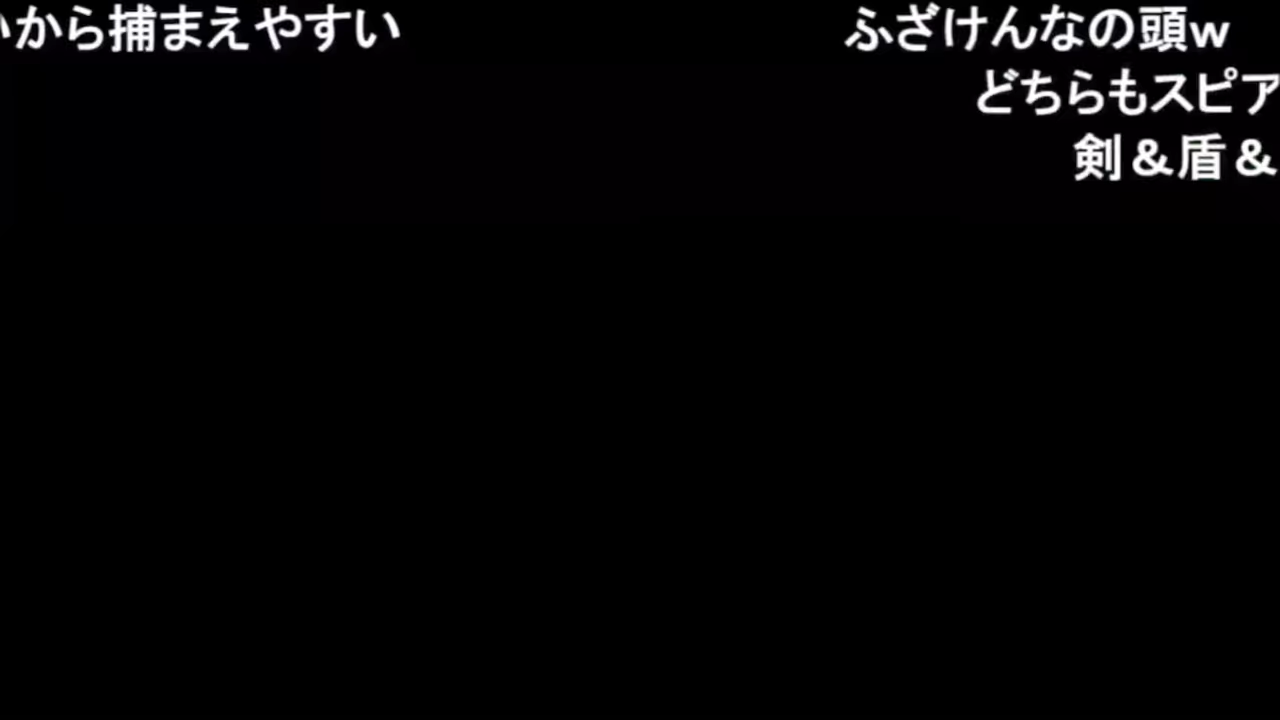 いから捕まえやすい
ふざけんなの頭w
どちらもスピア
剣＆盾＆